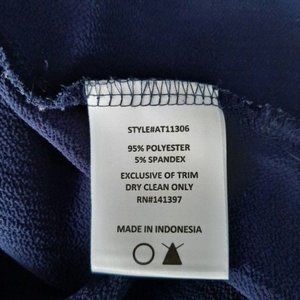 STYLE#AT11306
95% POLYESTER
5% SPANDEX
EXCLUSIVE OF TRIM
DRY CLEAN ONLY
RN#141397
MADE IN INDONESIA